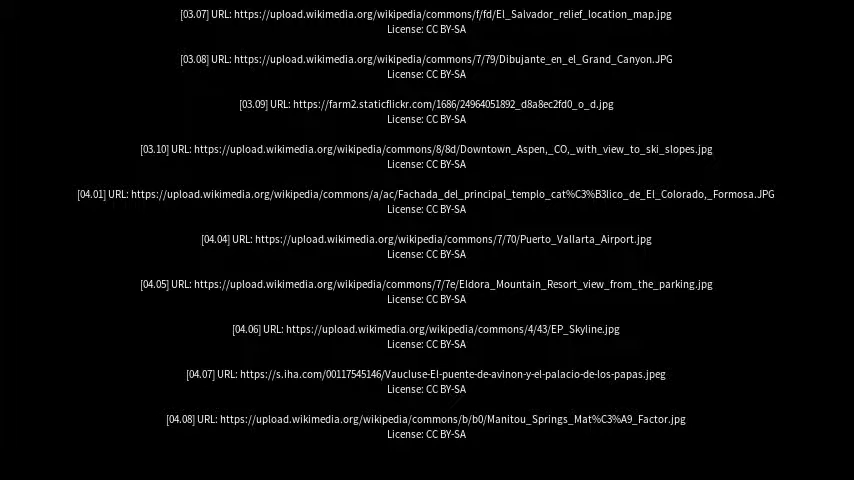 [03.07] URL: https://upload.wikimedia.org/wikipedia/commons/f/fd/El_Salvador_relief_location_map.jpg
License: CC BY-SA
[03.08] URL: https://upload.wikimedia.org/wikipedia/commons/7/79/Dibujante_en_el_Grand_Canyon.JPG
License: CC BY-SA
[03.09] URL: https://farm2.staticflickr.com/1686/24964051892_d8a8ec2fd0_o_d.jpg
License: CC BY-SA
[03.10] URL: https://upload.wikimedia.org/wikipedia/commons/8/8d/Downtown_Aspen,_CO,_with_view_to_ski_slopes.jpg
License: CC BY-SA
[04.01] URL: https://upload.wikimedia.org/wikipedia/commons/a/ac/Fachada_del_principal_templo_cat%C3%B3lico_de_El_Colorado,_Formosa.JPG
License: CC BY-SA
[04.04] URL: https://upload.wikimedia.org/wikipedia/commons/7/70/Puerto_Vallarta_Airport.jpg
License: CC BY-SA
[04.05] URL: https://upload.wikimedia.org/wikipedia/commons/7/7e/Eldora_Mountain_Resort_view_from_the_parking.jpg
License: CC BY-SA
[04.06] URL: https://upload.wikimedia.org/wikipedia/commons/4/43/EP_Skyline.jpg
License: CC BY-SA
[04.07] URL: https://s.iha.com/00117545146/Vaucluse-El-puente-de-avinon-y-el-palacio-de-los-papas.jpeg
License: CC BY-SA
[04.08] URL: https://upload.wikimedia.org/wikipedia/commons/b/b0/Manitou_Springs_Mat%C3%A9_Factor.jpg
License: CC BY-SA